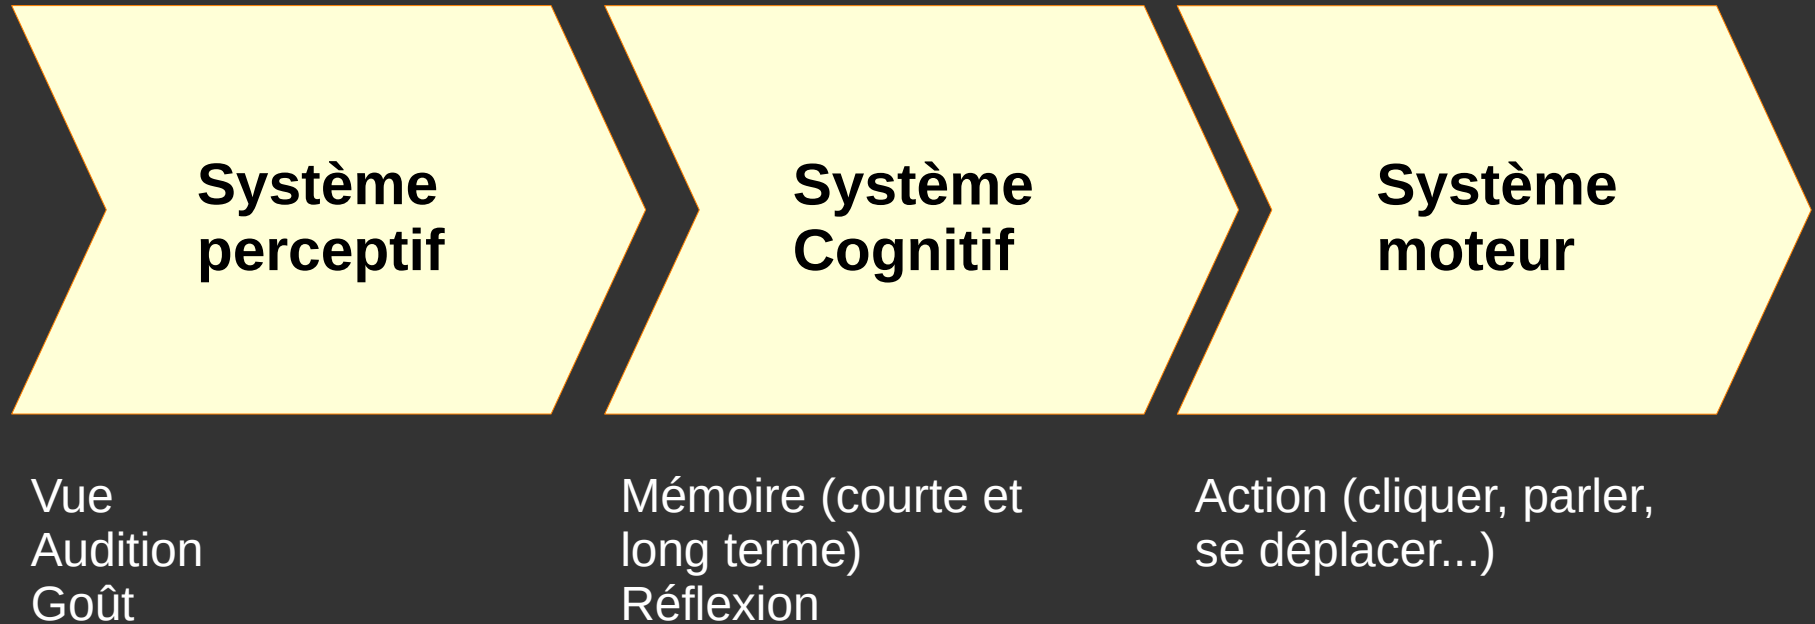 Système
perceptif
Système
Cognitif
Système
moteur
Vue
Audition
Goût
Mémoire (courte et
long terme)
Réflexion
Action (cliquer, parler,
se déplacer...)